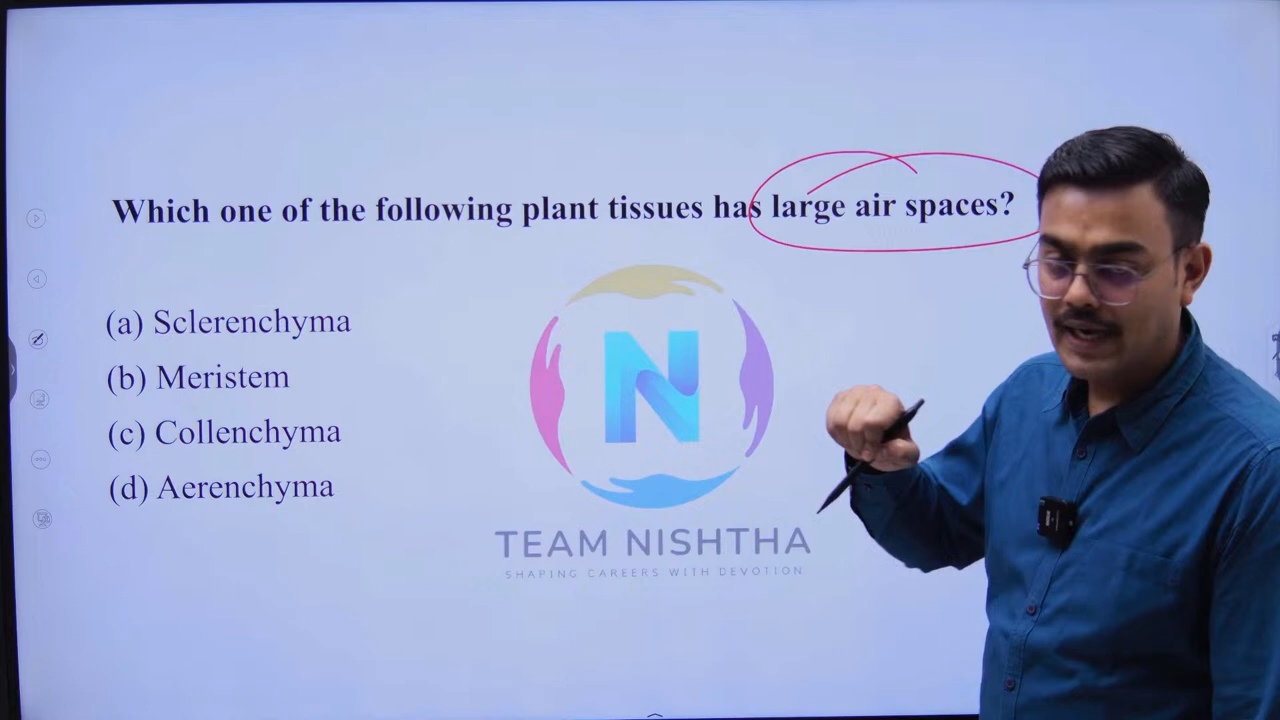 Which one of the following plant tissues has large air spaces?
(a) Sclerenchyma
(b) Meristem
(c) Collenchyma
(d) Aerenchyma
N
TEAM NISHTHA
SHAPING CAREERS WITH DEVOTION